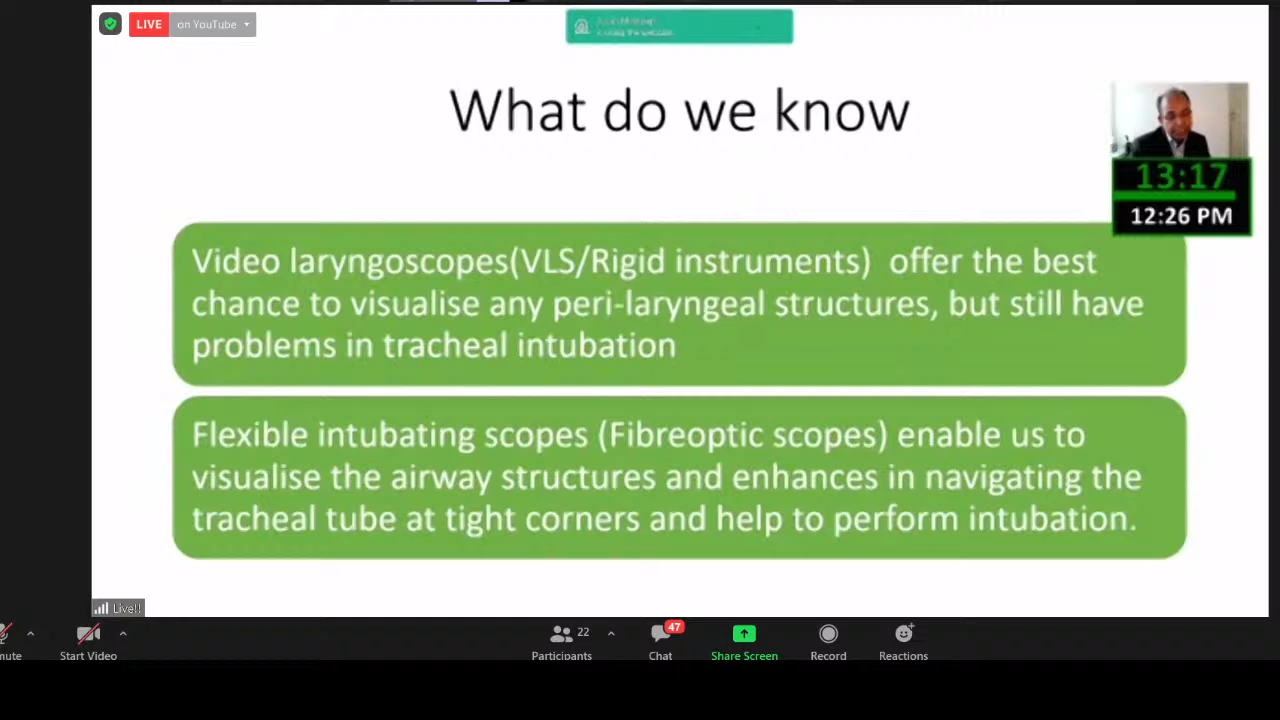 LIVE on YouTube
What do we know
13:17
12:26 PM
Video laryngoscopes(VLS/Rigid instruments)  offer the best
chance to visualise any peri-laryngeal structures, but still have
problems in tracheal intubation
Flexible intubating scopes (Fibreoptic scopes) enable us to
visualise the airway structures and enhances in navigating the
tracheal tube at tight corners and help to perform intubation.
Live!!
22
47
mute Start Video Participants Chat Share Screen Record Reactions